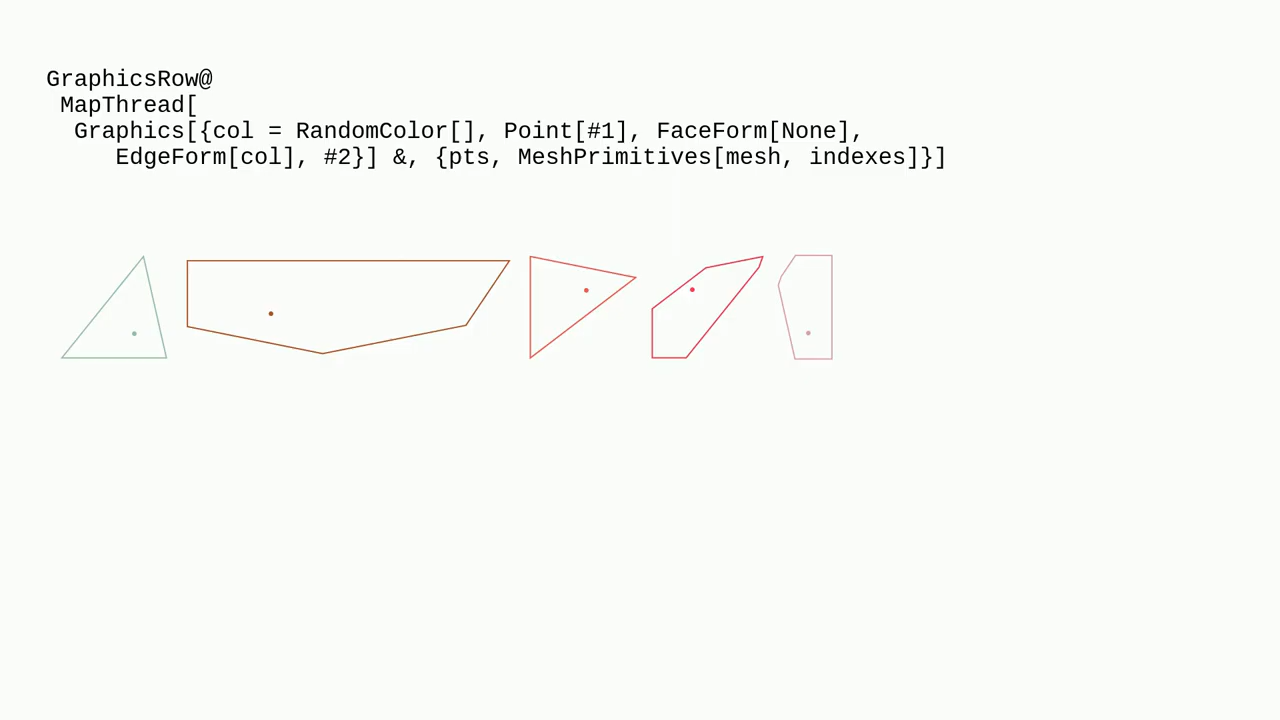 GraphicsRow@
MapThread[
Graphics[{col = RandomColor[], Point[#1], FaceForm[None],
EdgeForm[col], #2}] &, {pts, MeshPrimitives[mesh, indexes]}]